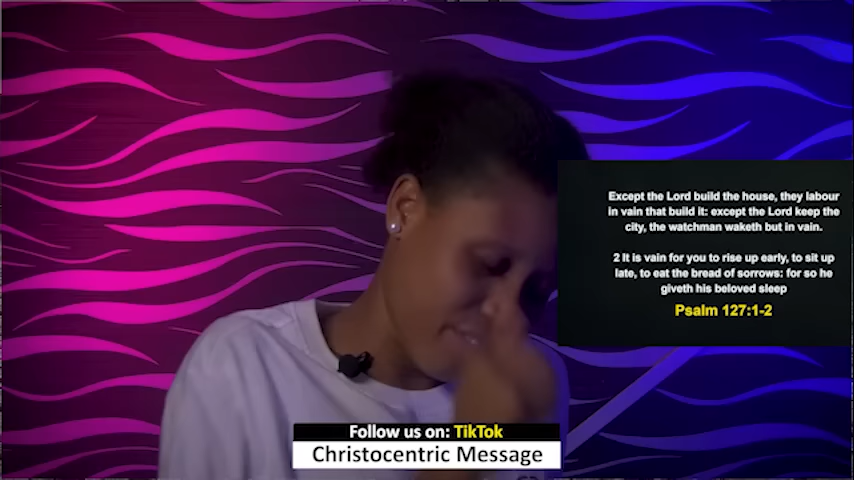 Except the Lord build the house, they labour
in vain that build it: except the Lord keep the
city, the watchman waketh but in vain.
2 It is vain for you to rise up early, to sit up
late, to eat the bread of sorrows: for so he
giveth his beloved sleep
Psalm 127:1-2
Follow us on: TikTok
Christocentric Message